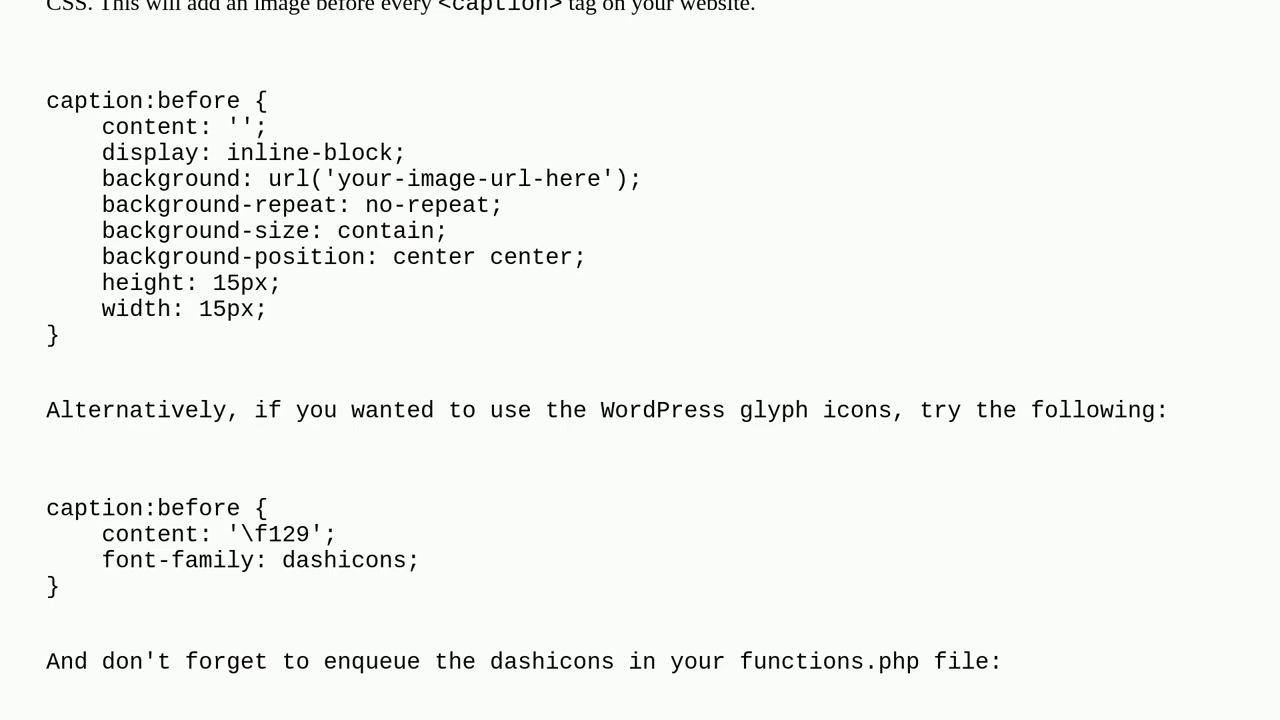 CSS. This will add an image before every <caption> tag on your website.
caption:before {
    content: '';
    display: inline-block;
    background: url('your-image-url-here');
    background-repeat: no-repeat;
    background-size: contain;
    background-position: center center;
    height: 15px;
    width: 15px;
}
Alternatively, if you wanted to use the WordPress glyph icons, try the following:
caption:before {
    content: '\f129';
    font-family: dashicons;
}
And don't forget to enqueue the dashicons in your functions.php file: